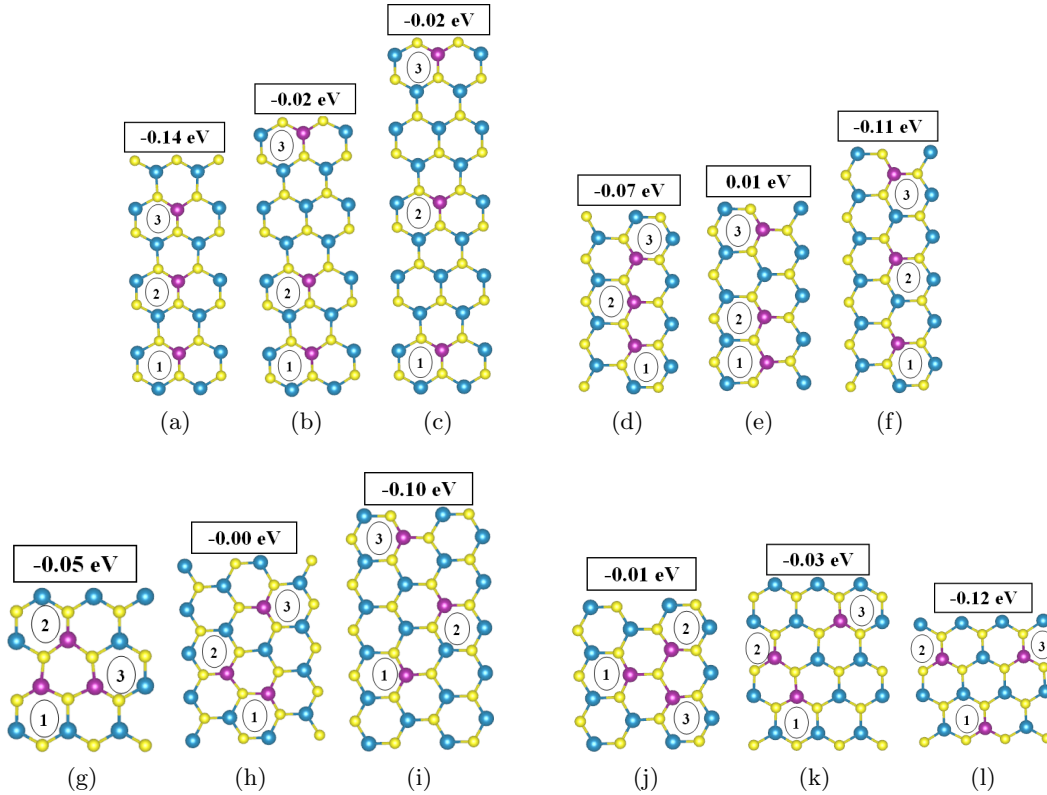 -0.02 eV
3
-0.02 eV
-0.11 eV
-0.14 eV
3
-0.07 eV
0.01 eV
3
3
2
3
3
2
2
2
2
2
1
1
1
1
1
1
(a)
(b)
(c)
(d)
(e)
(f)
-0.10 eV
-0.00 eV
3
-0.03 eV
-0.05 eV
-0.01 eV
-0.12 eV
2
3
2
3
2
3
2
3
2
1
2
3
1
1
1
3
1
1
(g)
(h)
(i)
(j)
(k)
(l)